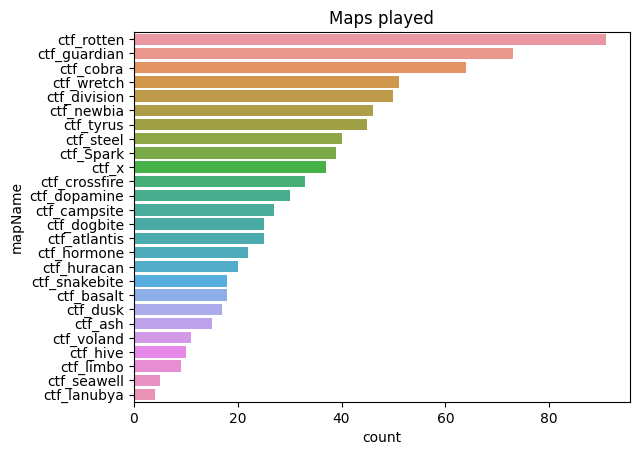 Maps played
ctf_rotten
ctf_guardian
ctf_cobra
ctf_wretch
ctf_division
ctf_newbia
ctf_tyrus
ctf_steel
ctf_Spark
ctf_x
ctf_crossfire
ctf_dopamine
ctf_campsite
ctf_dogbite
ctf_atlantis
ctf_hormone
ctf_huracan
ctf_snakebite
ctf_basalt
ctf_dusk
ctf_ash
ctf_voland
ctf_hive
ctf_limbo
ctf_seawell
ctf_lanubya
mapName
0 20 40 60 80
count